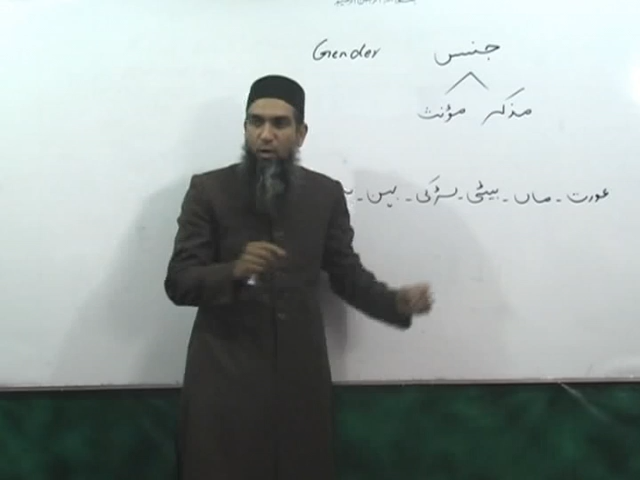 Gender جنس
مذکر مؤنث
عورت - ماں - بیٹی - لڑکی - بہن -